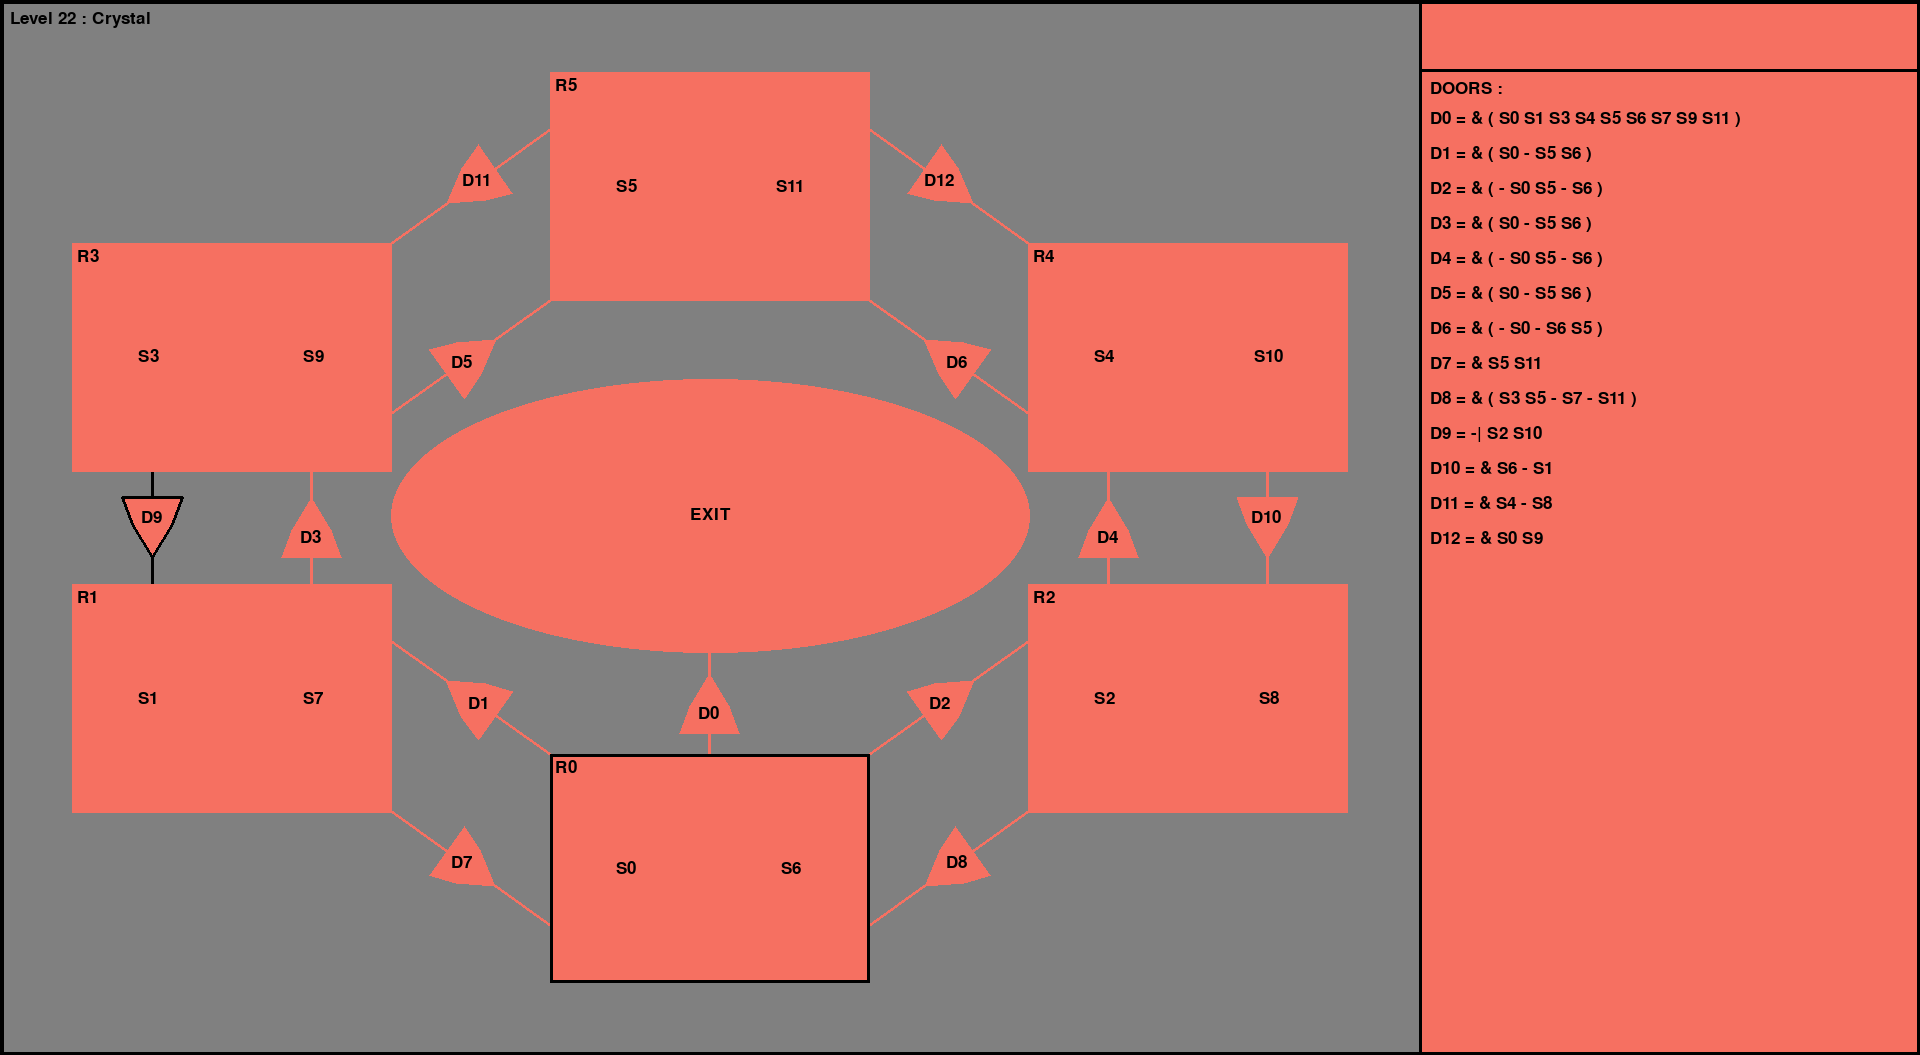 Level 22 : Crystal
R5
S5 S11
D11
D12
R3
S3 S9
R4
S4 S10
D5
D6
EXIT
D9
D3
D4
D10
R1
S1 S7
R2
S2 S8
D1
D0
D2
R0
S0 S6
D7
D8
DOORS :
D0 = & ( S0 S1 S3 S4 S5 S6 S7 S9 S11 )
D1 = & ( S0 - S5 S6 )
D2 = & ( - S0 S5 - S6 )
D3 = & ( S0 - S5 S6 )
D4 = & ( - S0 S5 - S6 )
D5 = & ( S0 - S5 S6 )
D6 = & ( - S0 - S6 S5 )
D7 = & S5 S11
D8 = & ( S3 S5 - S7 - S11 )
D9 = -| S2 S10
D10 = & S6 - S1
D11 = & S4 - S8
D12 = & S0 S9